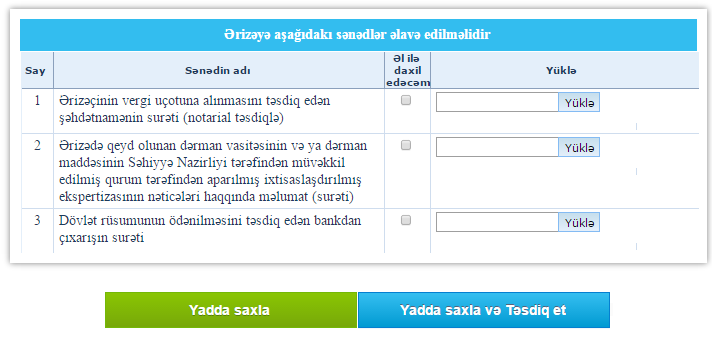 Ərizəyə aşağıdakı sənədlər əlavə edilməlidir
Say
Sənədin adı
Əl ilə
daxil
edəcəm
Yüklə
1
Ərizəçinin vergi uçotuna alınmasını təsdiq edən
şəhdətnamənin surəti (notarial təsdiqlə)
Yüklə
2
Ərizədə qeyd olunan dərman vasitəsinin və ya dərman
maddəsinin Səhiyyə Nazirliyi tərəfindən müvəkkil
edilmiş qurum tərəfindən aparılmış ixtisaslaşdırılmış
ekspertizasının nəticələri haqqında məlumat (surəti)
Yüklə
3
Dövlət rüsumunun ödənilməsini təsdiq edən bankdan
çıxarışın surəti
Yüklə
Yadda saxla
Yadda saxla və Təsdiq et